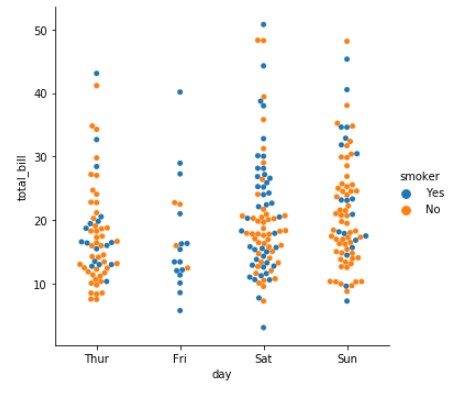 50
40
30
20
10
total_bill
Thur Fri Sat Sun
day
smoker
Yes
No